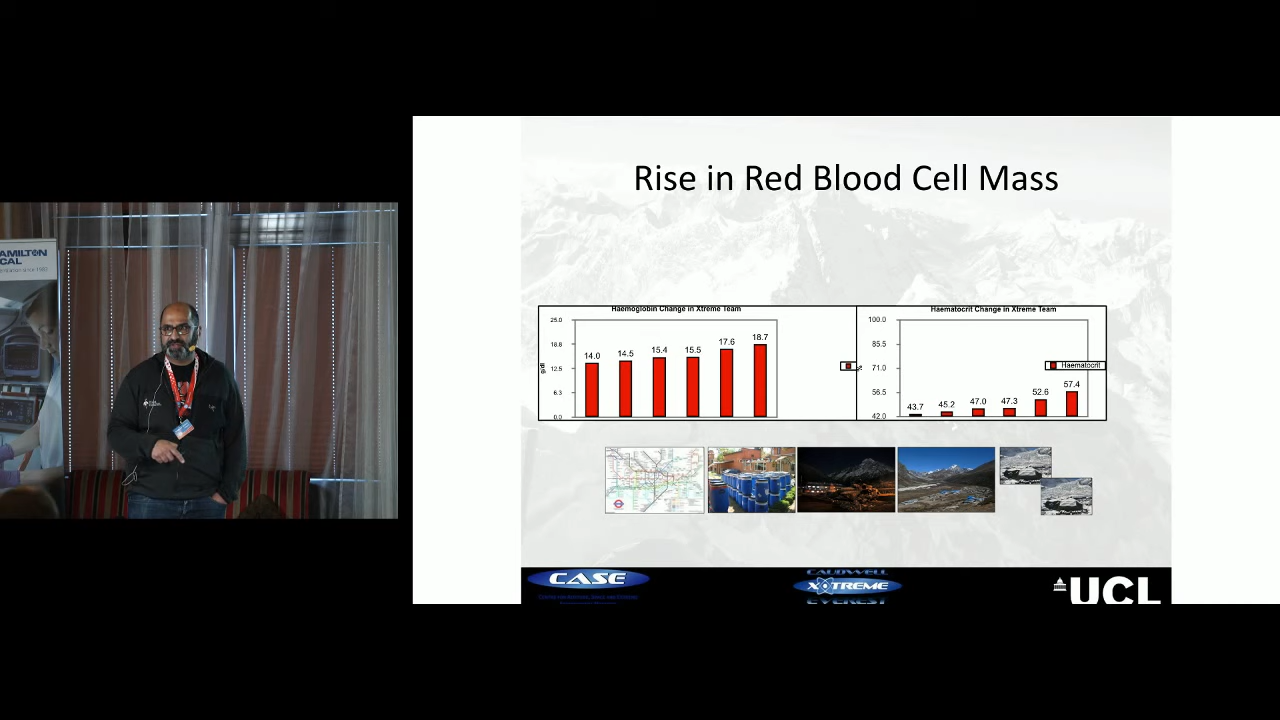 AMILTON
CAL
Rise in Red Blood Cell Mass
Haemoglobin Change in Xtreme Team
25.0
18.8
12.5
6.3
0.0
g/dl
14.0
14.5
15.4
15.5
17.6
18.7
Haematocrit Change in Xtreme Team
100.0
85.5
71.0
56.5
42.0
%
43.7
45.2
47.0
47.3
52.6
57.4
Haematocrit
CASE
CAUDWELL
XTREME
EVEREST
UCL